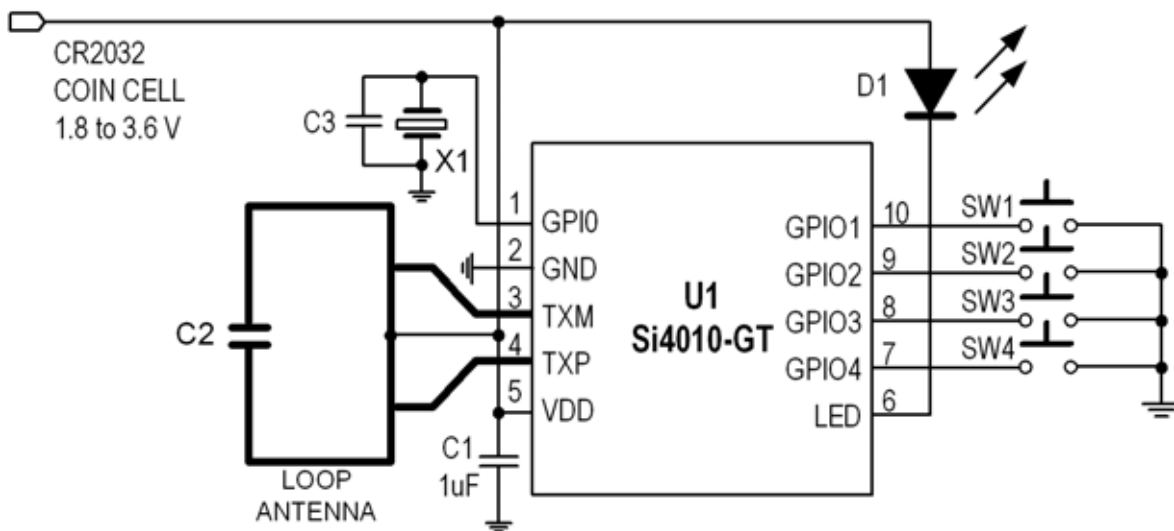 CR2032
COIN CELL
1.8 to 3.6 V
D1
C3
X1
1
GPI0
2
GND
3
TXM
4
TXP
5
VDD
C2
C1
1uF
LOOP
ANTENNA
U1
Si4010-GT
GPIO1
10
SW1
GPIO2
9
SW2
GPIO3
8
SW3
GPIO4
7
SW4
LED
6